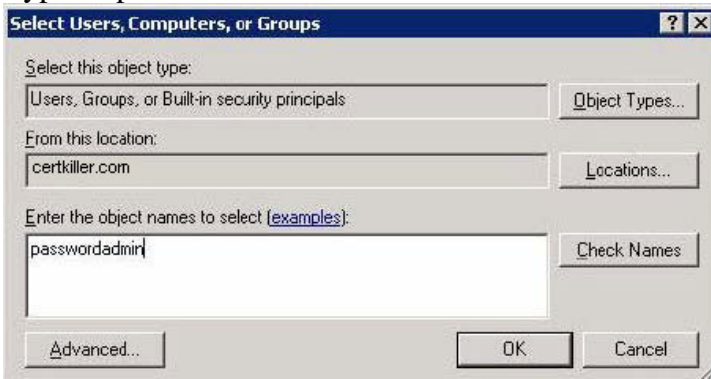 Select Users, Computers, or Groups
Select this object type:
Users, Groups, or Built-in security principals
Object Types...
From this location:
certkiller.com
Locations...
Enter the object names to select (examples):
passwordadmin
Check Names
Advanced...
OK
Cancel